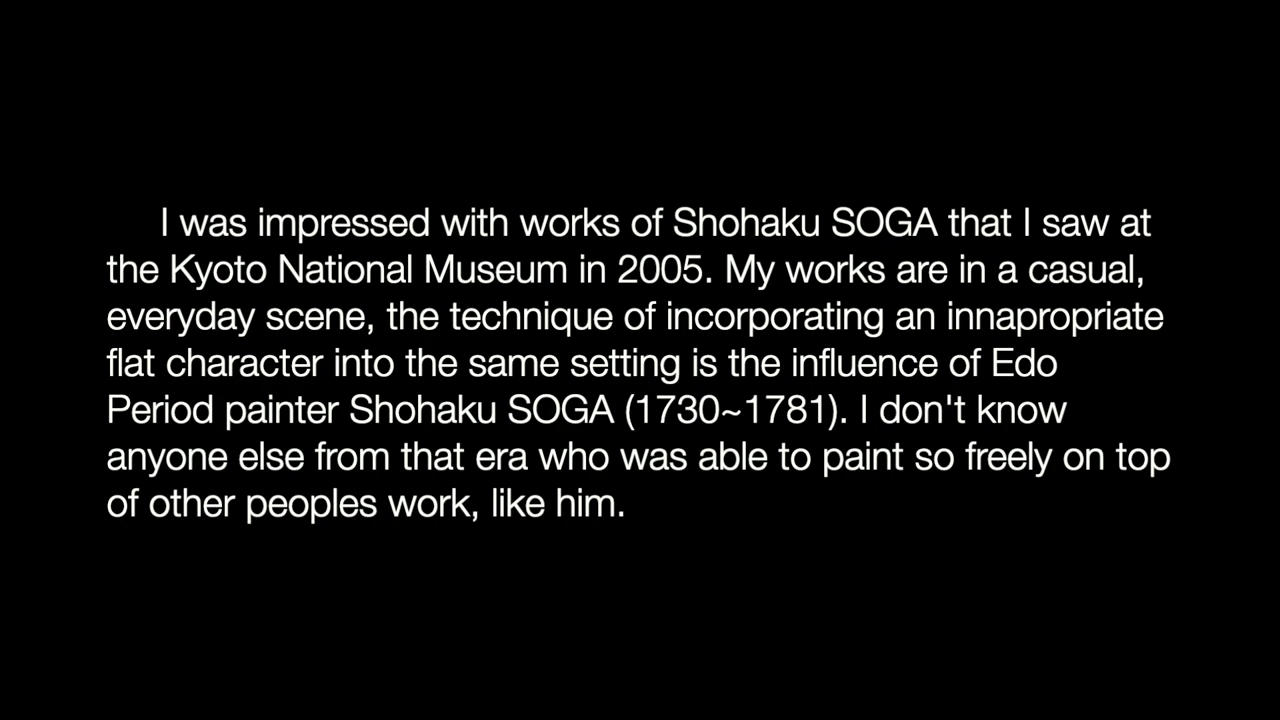 I was impressed with works of Shohaku SOGA that I saw at
the Kyoto National Museum in 2005. My works are in a casual,
everyday scene, the technique of incorporating an innapropriate
flat character into the same setting is the influence of Edo
Period painter Shohaku SOGA (1730~1781). I don't know
anyone else from that era who was able to paint so freely on top
of other peoples work, like him.